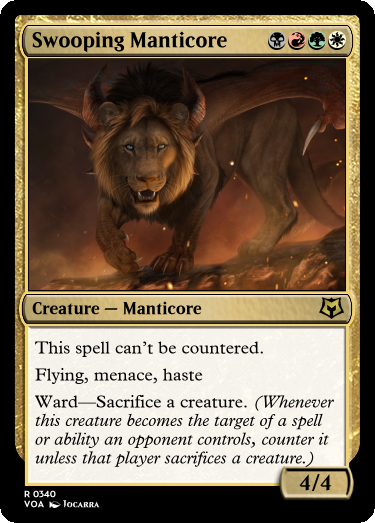 Swooping Manticore
Creature — Manticore
This spell can't be countered.
Flying, menace, haste
Ward—Sacrifice a creature. (Whenever
this creature becomes the target of a spell
or ability an opponent controls, counter it
unless that player sacrifices a creature.)
4/4
R 0340
VOA Iocarra